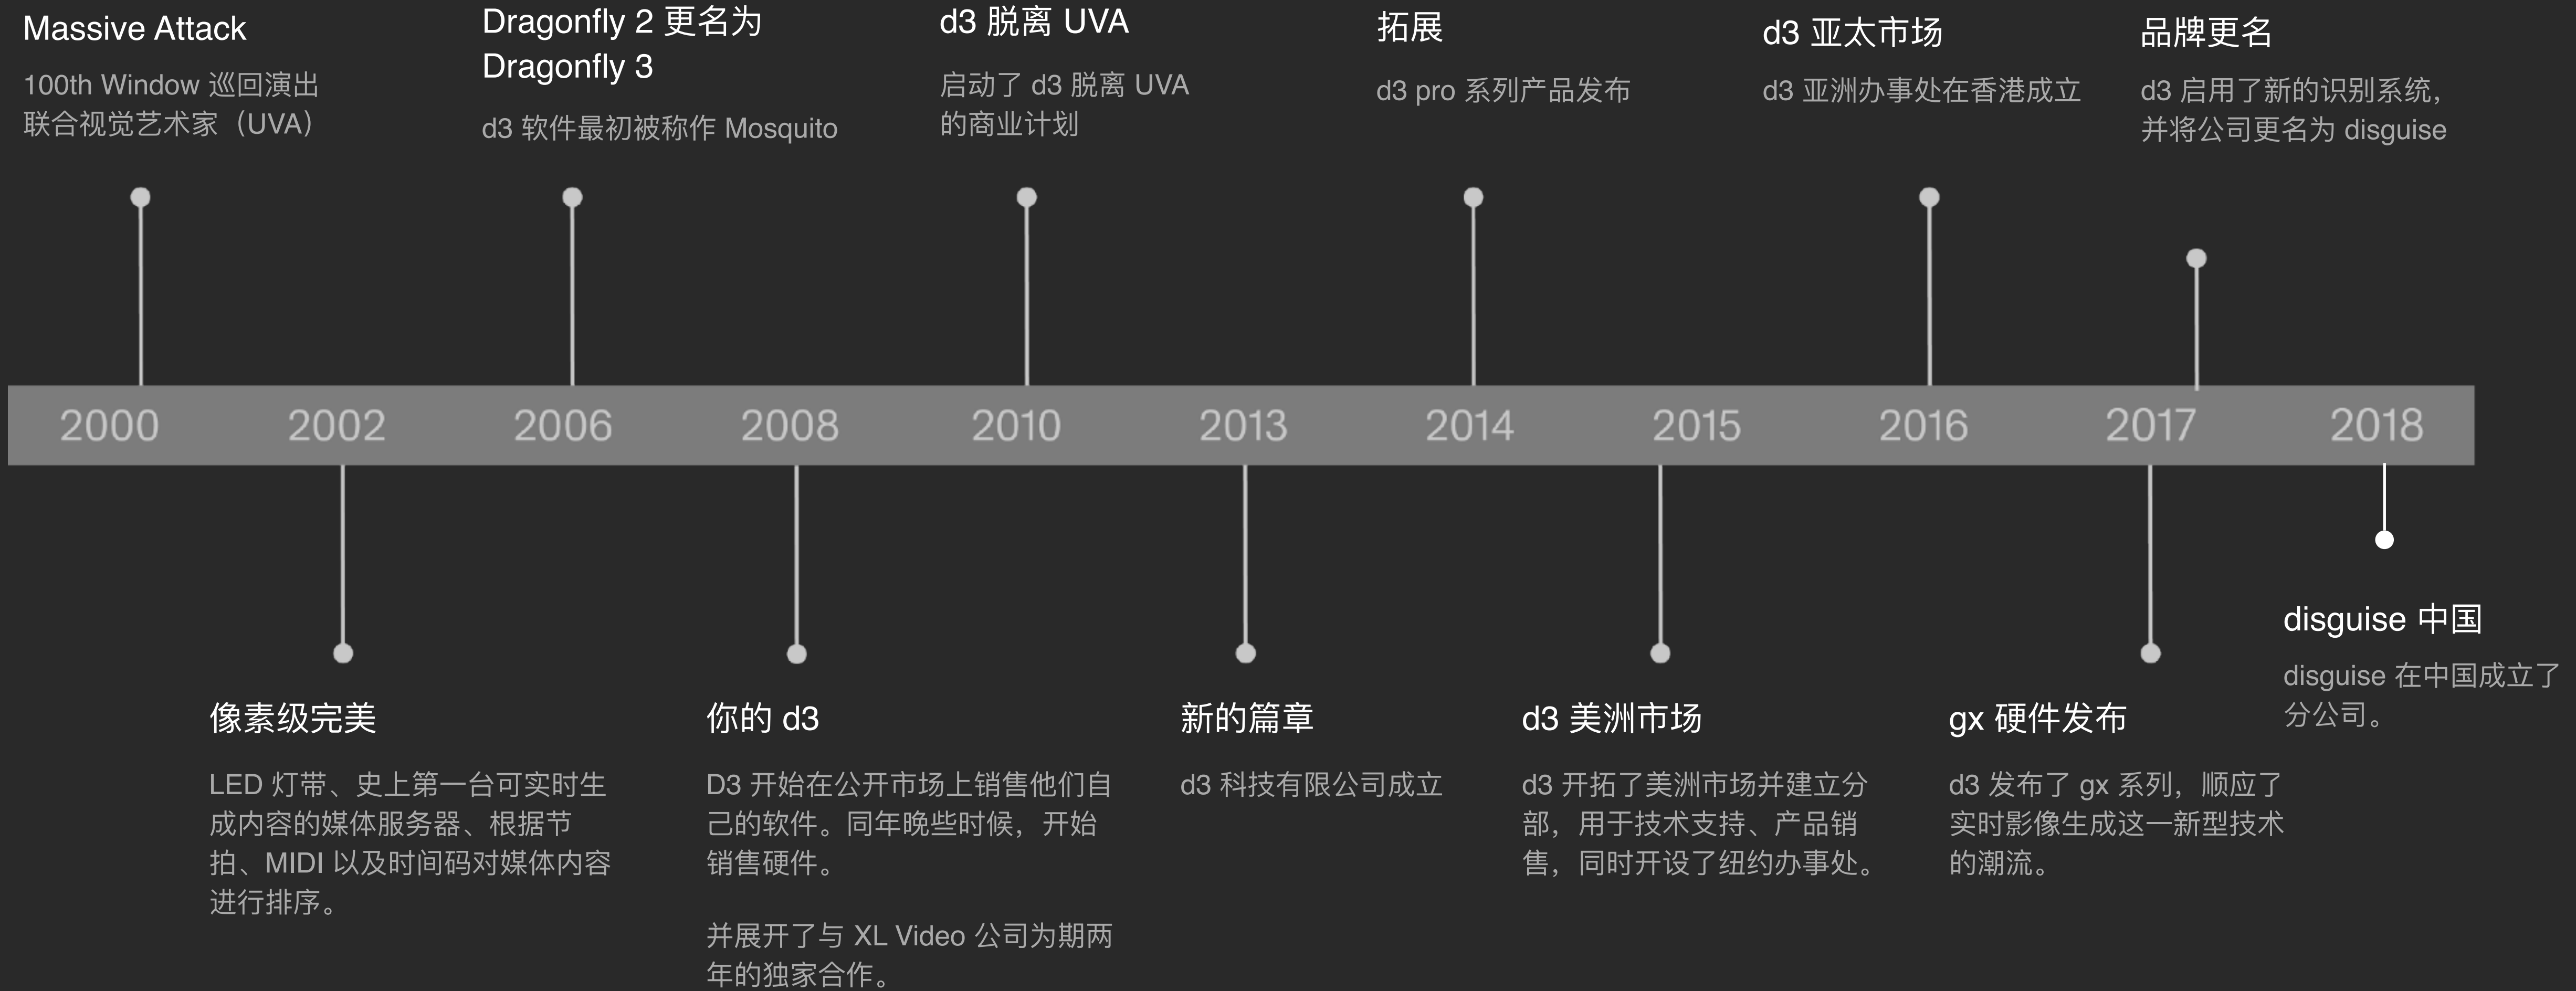 Massive Attack
100th Window 巡回演出
联合视觉艺术家（UVA）
Dragonfly 2 更名为
Dragonfly 3
d3 软件最初被称作 Mosquito
d3 脱离 UVA
启动了 d3 脱离 UVA
的商业计划
拓展
d3 pro 系列产品发布
d3 亚太市场
d3 亚洲办事处在香港成立
品牌更名
d3 启用了新的识别系统，
并将公司更名为 disguise
2000 2002 2006 2008 2010 2013 2014 2015 2016 2017 2018
像素级完美
LED 灯带、史上第一台可实时生
成内容的媒体服务器、根据节
拍、MIDI 以及时间码对媒体内容
进行排序。
你的 d3
D3 开始在公开市场上销售他们自
己的软件。同年晚些时候，开始
销售硬件。
并展开了与 XL Video 公司为期两
年的独家合作。
新的篇章
d3 科技有限公司成立
d3 美洲市场
d3 开拓了美洲市场并建立分
部，用于技术支持、产品销
售，同时开设了纽约办事处。
gx 硬件发布
d3 发布了 gx 系列，顺应了
实时影像生成这一新型技术
的潮流。
disguise 中国
disguise 在中国成立了
分公司。